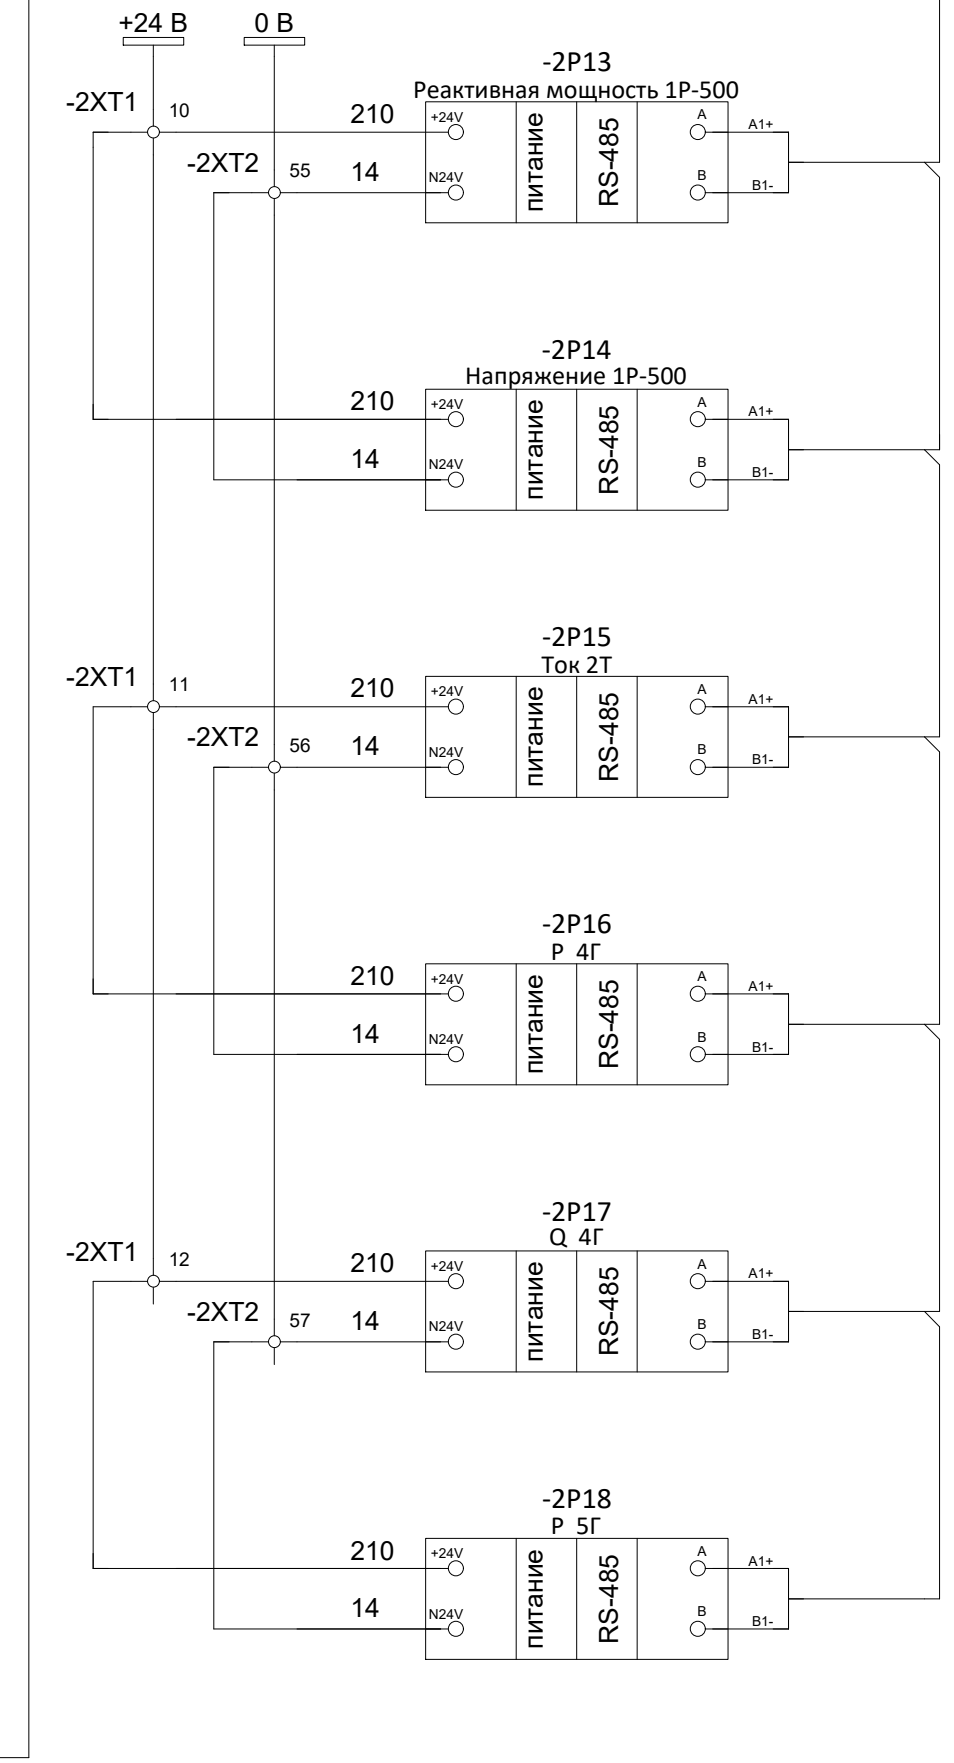 +24 В 0 В
-2P13
Реактивная мощность 1Р-500
-2XT1 10 210 +24V питание RS-485 A A1+
-2XT2 55 14 N24V B B1-
-2P14
Напряжение 1Р-500
210 +24V питание RS-485 A A1+
14 N24V B B1-
-2P15
Ток 2Т
-2XT1 11 210 +24V питание RS-485 A A1+
-2XT2 56 14 N24V B B1-
-2P16
Р 4Г
210 +24V питание RS-485 A A1+
14 N24V B B1-
-2P17
Q 4Г
-2XT1 12 210 +24V питание RS-485 A A1+
-2XT2 57 14 N24V B B1-
-2P18
Р 5Г
210 +24V питание RS-485 A A1+
14 N24V B B1-